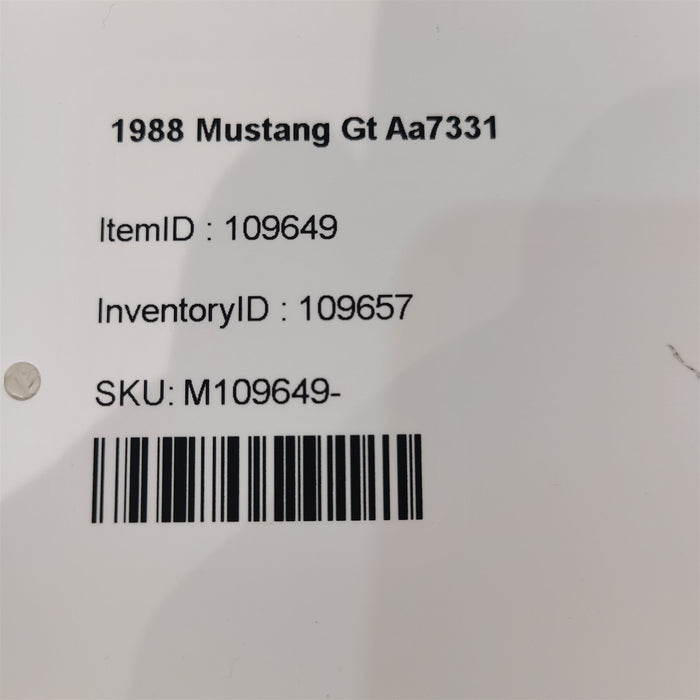 1988 Mustang Gt Aa7331
ItemID : 109649
InventoryID : 109657
SKU: M109649-